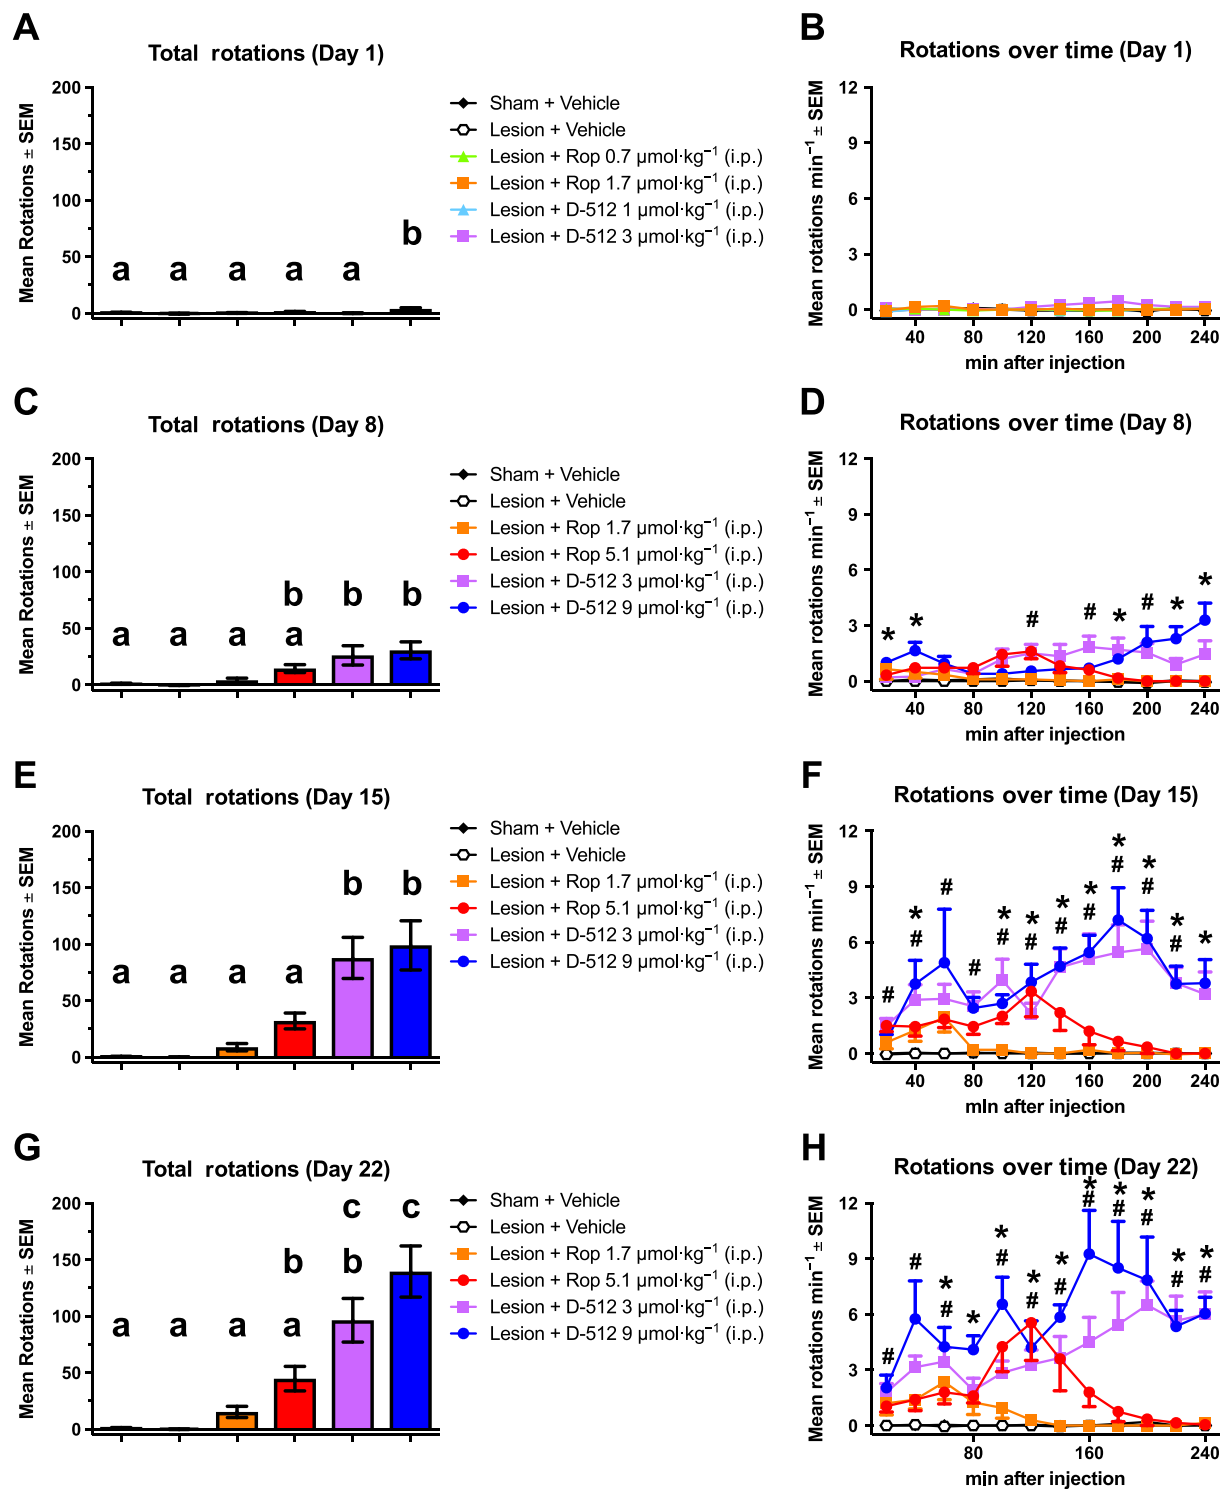 A
Total rotations (Day 1)
Mean Rotations ± SEM
200
150
100
50
0
a a a a a b
Sham + Vehicle
Lesion + Vehicle
Lesion + Rop 0.7 µmol·kg⁻¹ (i.p.)
Lesion + Rop 1.7 µmol·kg⁻¹ (i.p.)
Lesion + D-512 1 µmol·kg⁻¹ (i.p.)
Lesion + D-512 3 µmol·kg⁻¹ (i.p.)
B
Rotations over time (Day 1)
Mean rotations min⁻¹ ± SEM
12
9
6
3
0
40 80 120 160 200 240
min after injection
C
Total rotations (Day 8)
Mean Rotations ± SEM
200
150
100
50
0
b b b
a a a a
Sham + Vehicle
Lesion + Vehicle
Lesion + Rop 1.7 µmol·kg⁻¹ (i.p.)
Lesion + Rop 5.1 µmol·kg⁻¹ (i.p.)
Lesion + D-512 3 µmol·kg⁻¹ (i.p.)
Lesion + D-512 9 µmol·kg⁻¹ (i.p.)
D
Rotations over time (Day 8)
Mean rotations min⁻¹ ± SEM
12
9
6
3
0
* * # # * # * *
40 80 120 160 200 240
min after injection
E
Total rotations (Day 15)
Mean Rotations ± SEM
200
150
100
50
0
b b
a a a a
Sham + Vehicle
Lesion + Vehicle
Lesion + Rop 1.7 µmol·kg⁻¹ (i.p.)
Lesion + Rop 5.1 µmol·kg⁻¹ (i.p.)
Lesion + D-512 3 µmol·kg⁻¹ (i.p.)
Lesion + D-512 9 µmol·kg⁻¹ (i.p.)
F
Rotations over time (Day 15)
Mean rotations min⁻¹ ± SEM
12
9
6
3
0
* * * * * * * * *
# # # # # # # # # # #
40 80 120 160 200 240
min after injection
G
Total rotations (Day 22)
Mean Rotations ± SEM
200
150
100
50
0
c c
b b
a a a a
Sham + Vehicle
Lesion + Vehicle
Lesion + Rop 1.7 µmol·kg⁻¹ (i.p.)
Lesion + Rop 5.1 µmol·kg⁻¹ (i.p.)
Lesion + D-512 3 µmol·kg⁻¹ (i.p.)
Lesion + D-512 9 µmol·kg⁻¹ (i.p.)
H
Rotations over time (Day 22)
Mean rotations min⁻¹ ± SEM
12
9
6
3
0
* * * * * * * * * *
# # # # # # # # # # #
80 160 240
min after injection